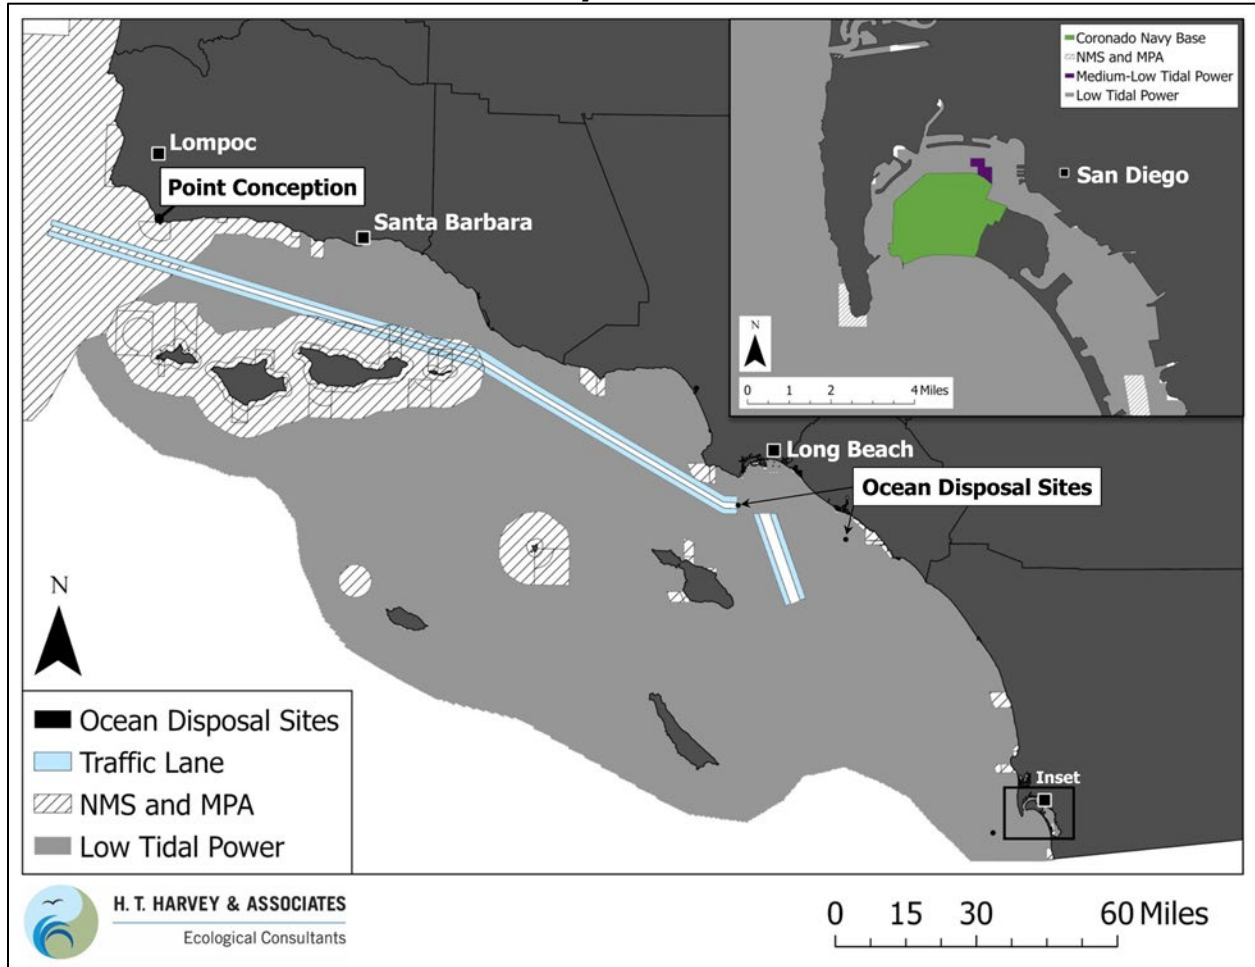 Coronado Navy Base
NMS and MPA
Medium-Low Tidal Power
Low Tidal Power
Lompoc
Point Conception
Santa Barbara
San Diego
N
0 1 2 4 Miles
Long Beach
Ocean Disposal Sites
N
Inset
Ocean Disposal Sites
Traffic Lane
NMS and MPA
Low Tidal Power
H. T. HARVEY & ASSOCIATES
Ecological Consultants
0 15 30 60 Miles